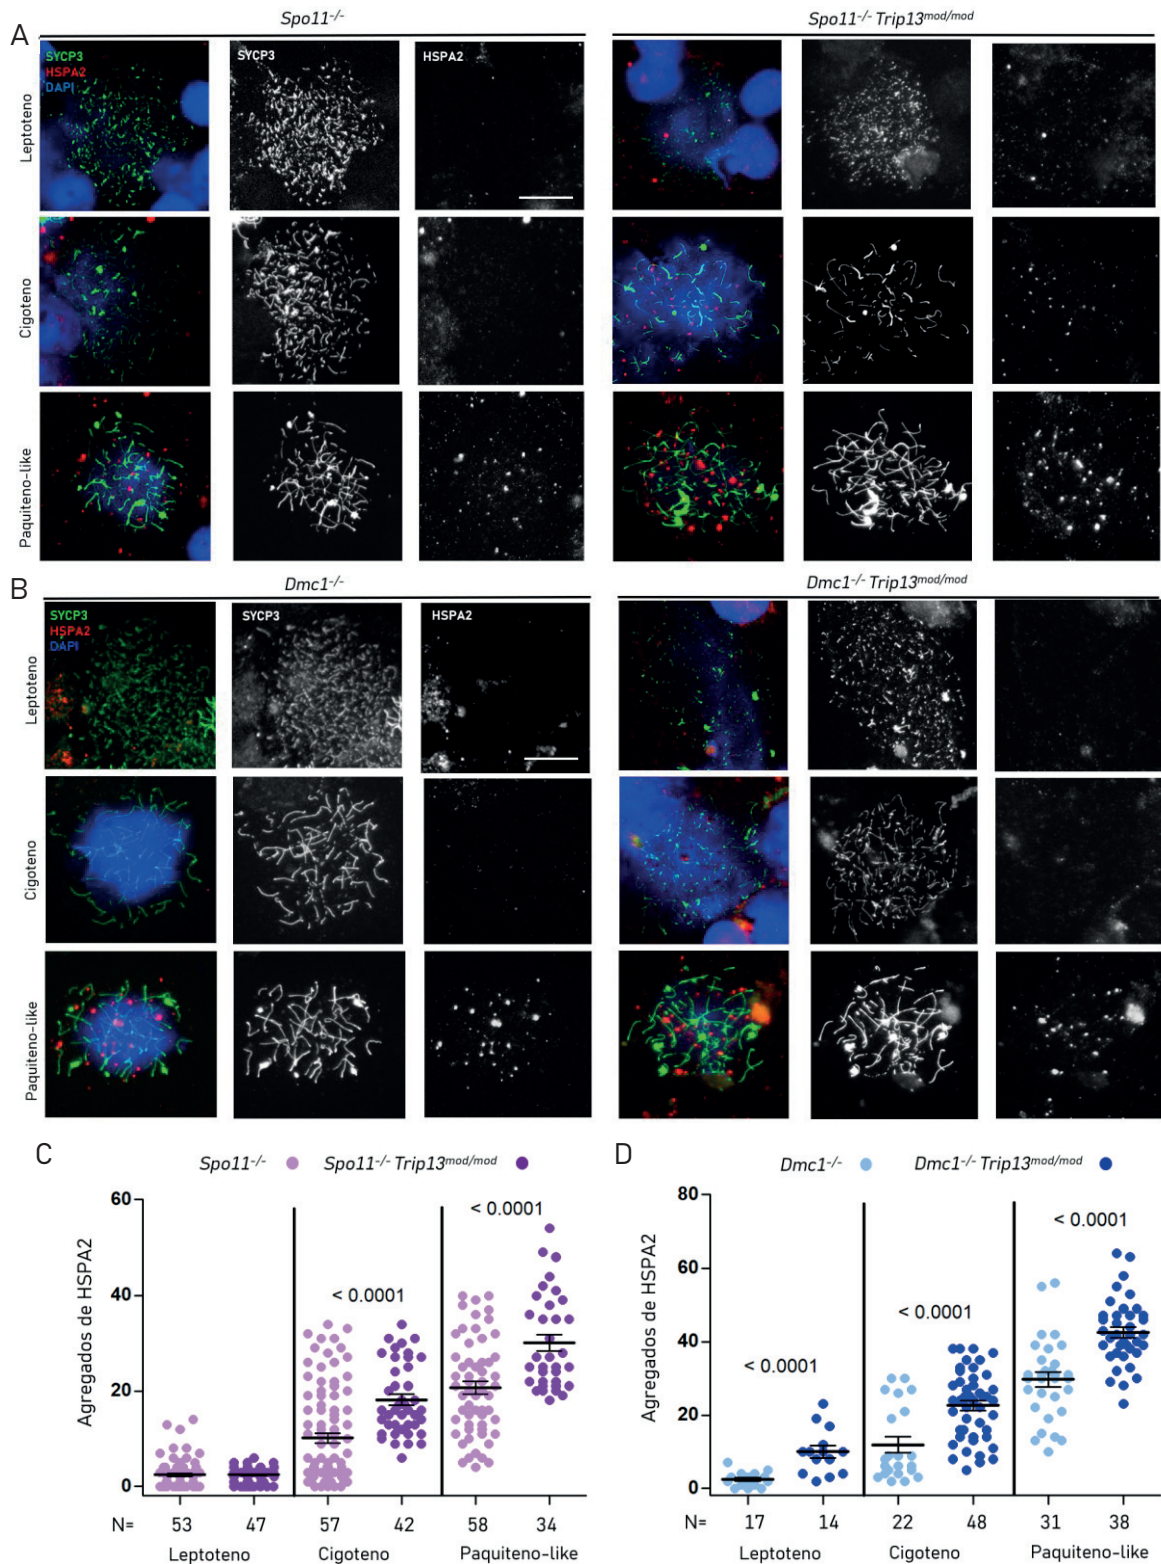 A
Spo11-/-
Spo11-/- Trip13mod/mod
SYCP3
HSPA2
DAPI
SYCP3
HSPA2
Leptoteno
Cigoteno
Paquiteno-like
B
Dmc1-/-
Dmc1-/- Trip13mod/mod
SYCP3
HSPA2
DAPI
SYCP3
HSPA2
Leptoteno
Cigoteno
Paquiteno-like
C
Spo11-/-
Spo11-/- Trip13mod/mod
Agregados de HSPA2
60
40
20
0
< 0.0001
< 0.0001
N= 53 47 57 42 58 34
Leptoteno Cigoteno Paquiteno-like
D
Dmc1-/-
Dmc1-/- Trip13mod/mod
Agregados de HSPA2
80
60
40
20
0
< 0.0001
< 0.0001
< 0.0001
N= 17 14 22 48 31 38
Leptoteno Cigoteno Paquiteno-like